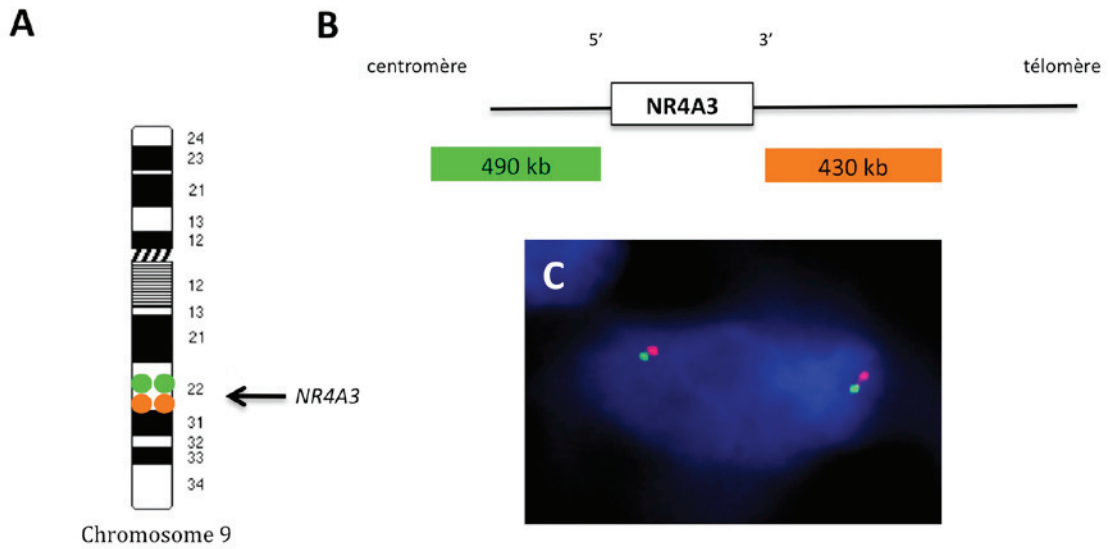 A
24
23
21
13
12
12
13
21
22
31
32
33
34
NR4A3
Chromosome 9
B
5’ 3’
centromère télomère
NR4A3
490 kb 430 kb
C